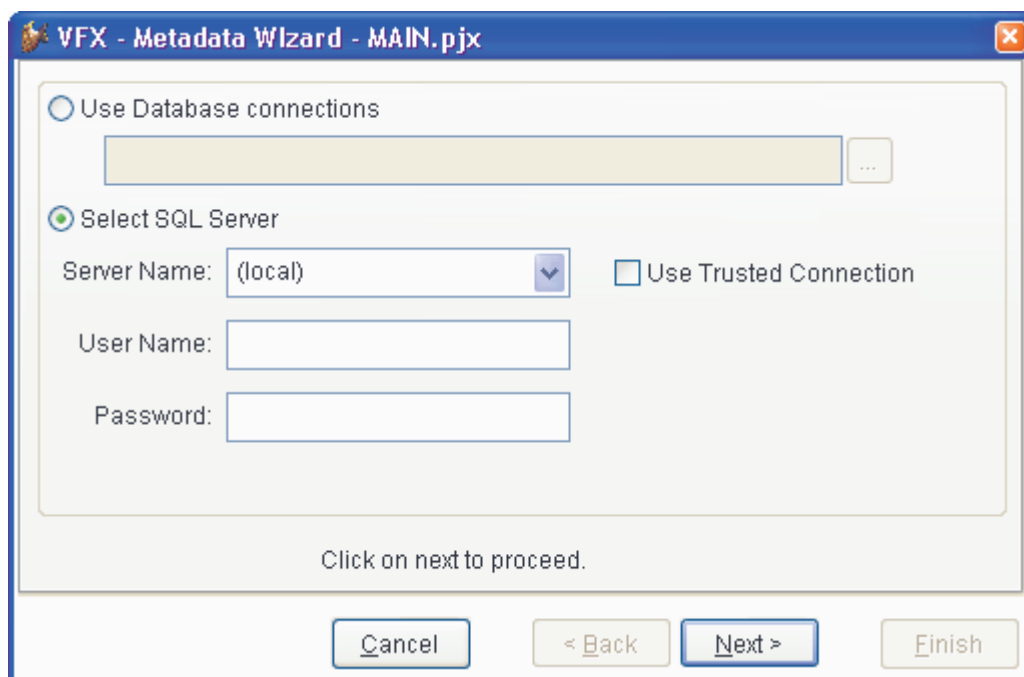 VFX - Metadata WIzard - MAIN.pjx
Use Database connections
...
Select SQL Server
Server Name: (local) Use Trusted Connection
User Name:
Password:
Click on next to proceed.
Cancel < Back Next > Finish